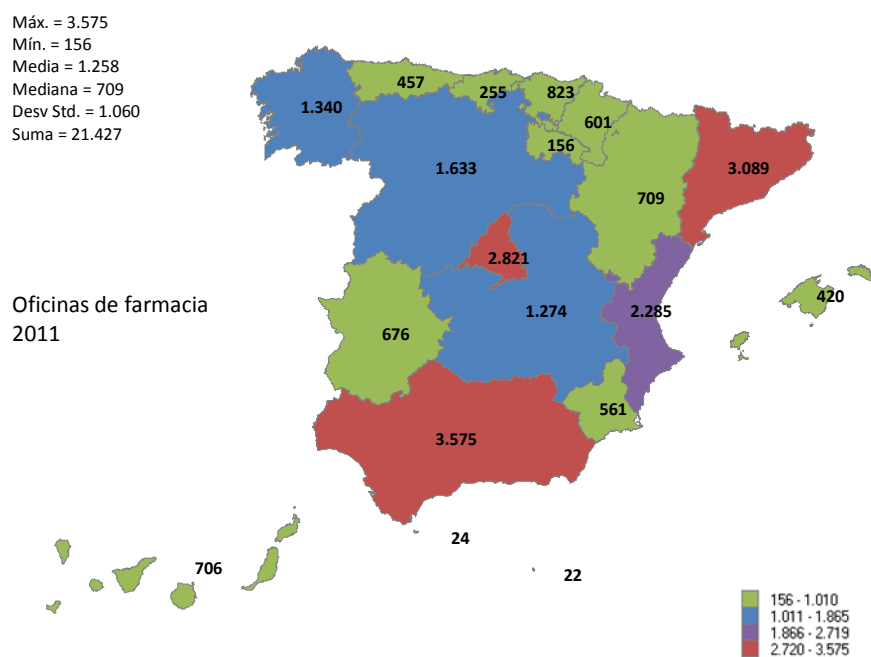 Máx. = 3.575
Mín. = 156
Media = 1.258
Mediana = 709
Desv Std. = 1.060
Suma = 21.427
457
255
823
1.340
601
156
1.633
3.089
709
2.821
420
Oficinas de farmacia
2011
1.274
2.285
676
561
3.575
24
706
22
156 - 1.010
1.011 - 1.865
1.866 - 2.719
2.720 - 3.575